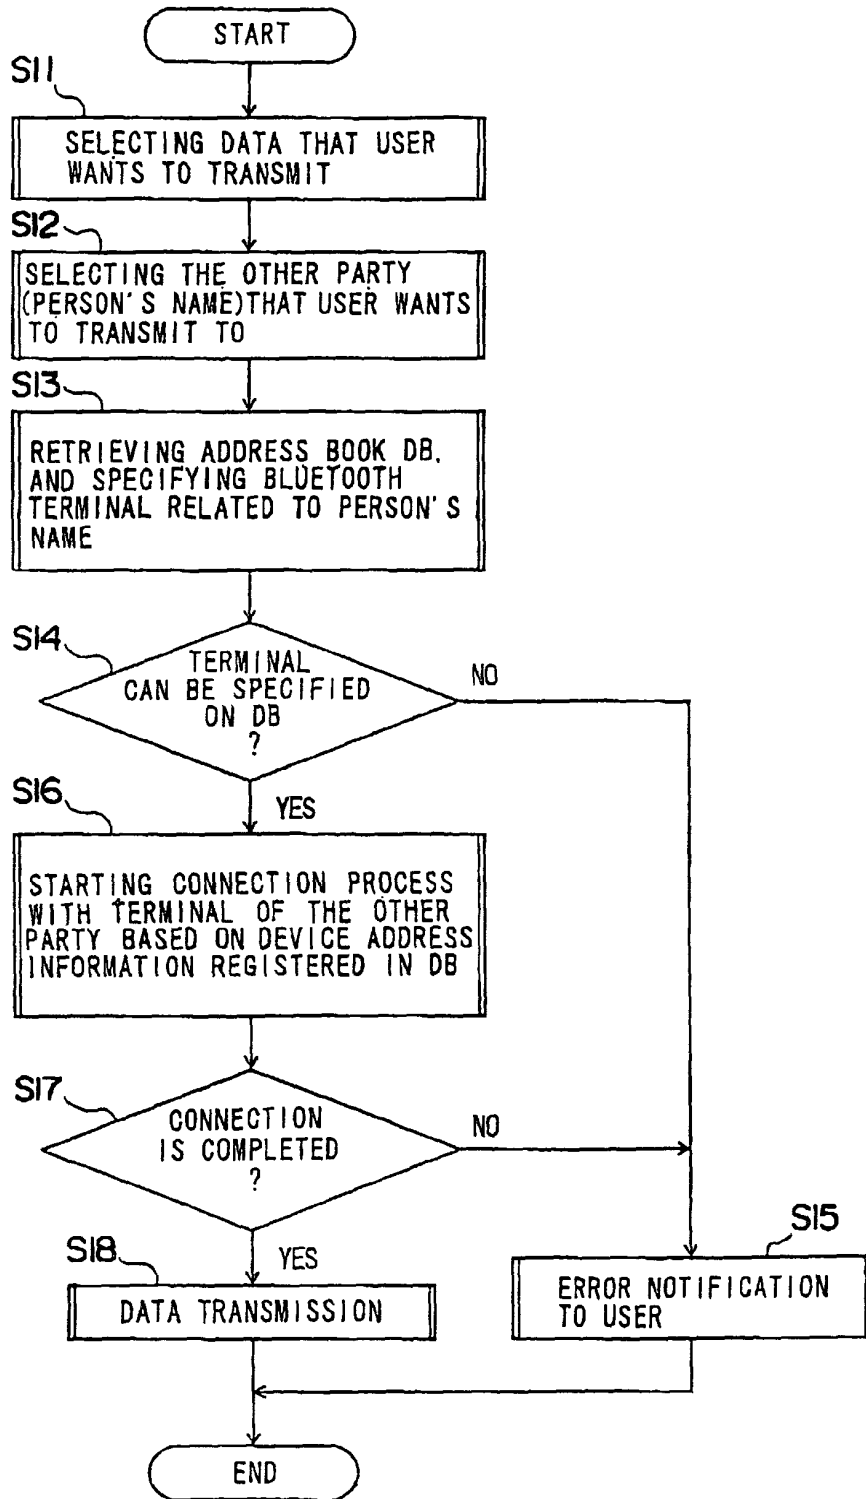 START
S11
SELECTING DATA THAT USER
WANTS TO TRANSMIT
S12
SELECTING THE OTHER PARTY
(PERSON'S NAME)THAT USER WANTS
TO TRANSMIT TO
S13
RETRIEVING ADDRESS BOOK DB,
AND SPECIFYING BLUETOOTH
TERMINAL RELATED TO PERSON'S
NAME
S14
TERMINAL
CAN BE SPECIFIED
ON DB
?
NO
YES
S16
STARTING CONNECTION PROCESS
WITH TERMINAL OF THE OTHER
PARTY BASED ON DEVICE ADDRESS
INFORMATION REGISTERED IN DB
S17
CONNECTION
IS COMPLETED
?
NO
YES
S18
DATA TRANSMISSION
S15
ERROR NOTIFICATION
TO USER
END